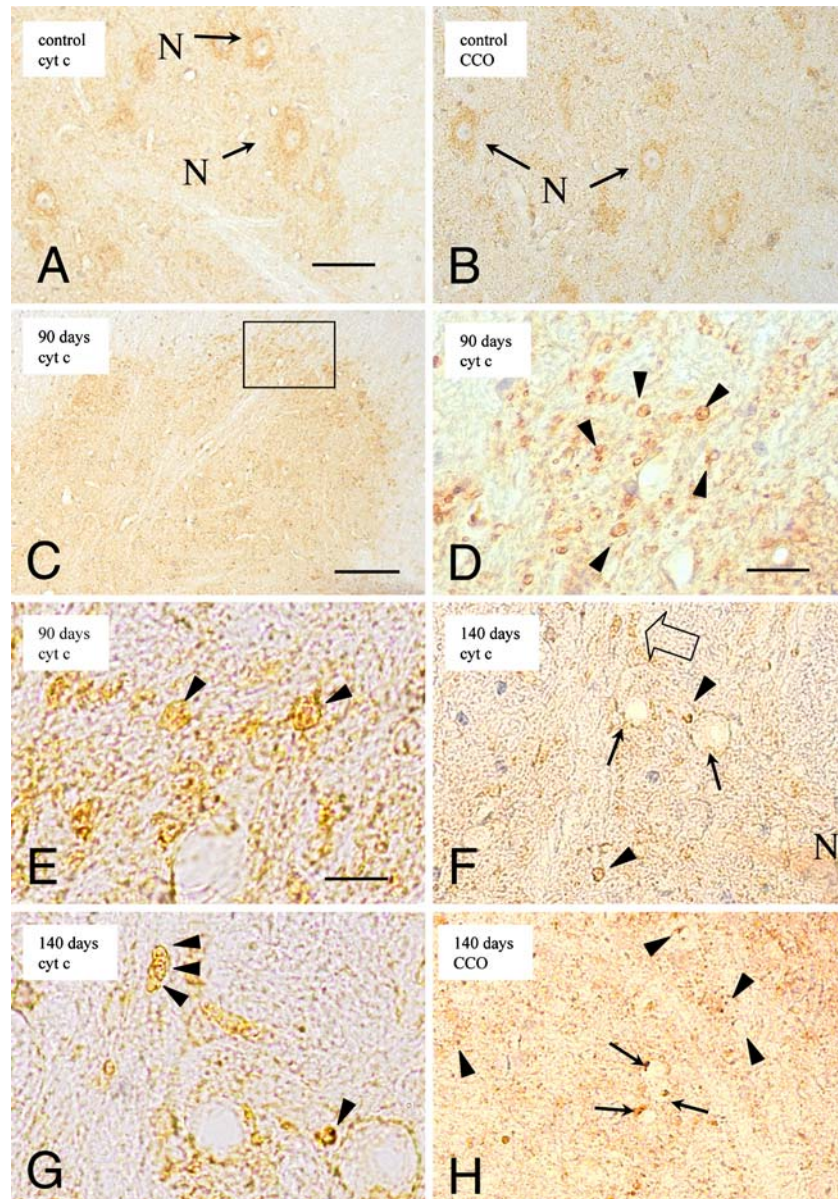 control
cyt c
N
N
A
control
CCO
N
B
90 days
cyt c
C
90 days
cyt c
D
90 days
cyt c
E
140 days
cyt c
N
F
140 days
cyt c
G
140 days
CCO
H